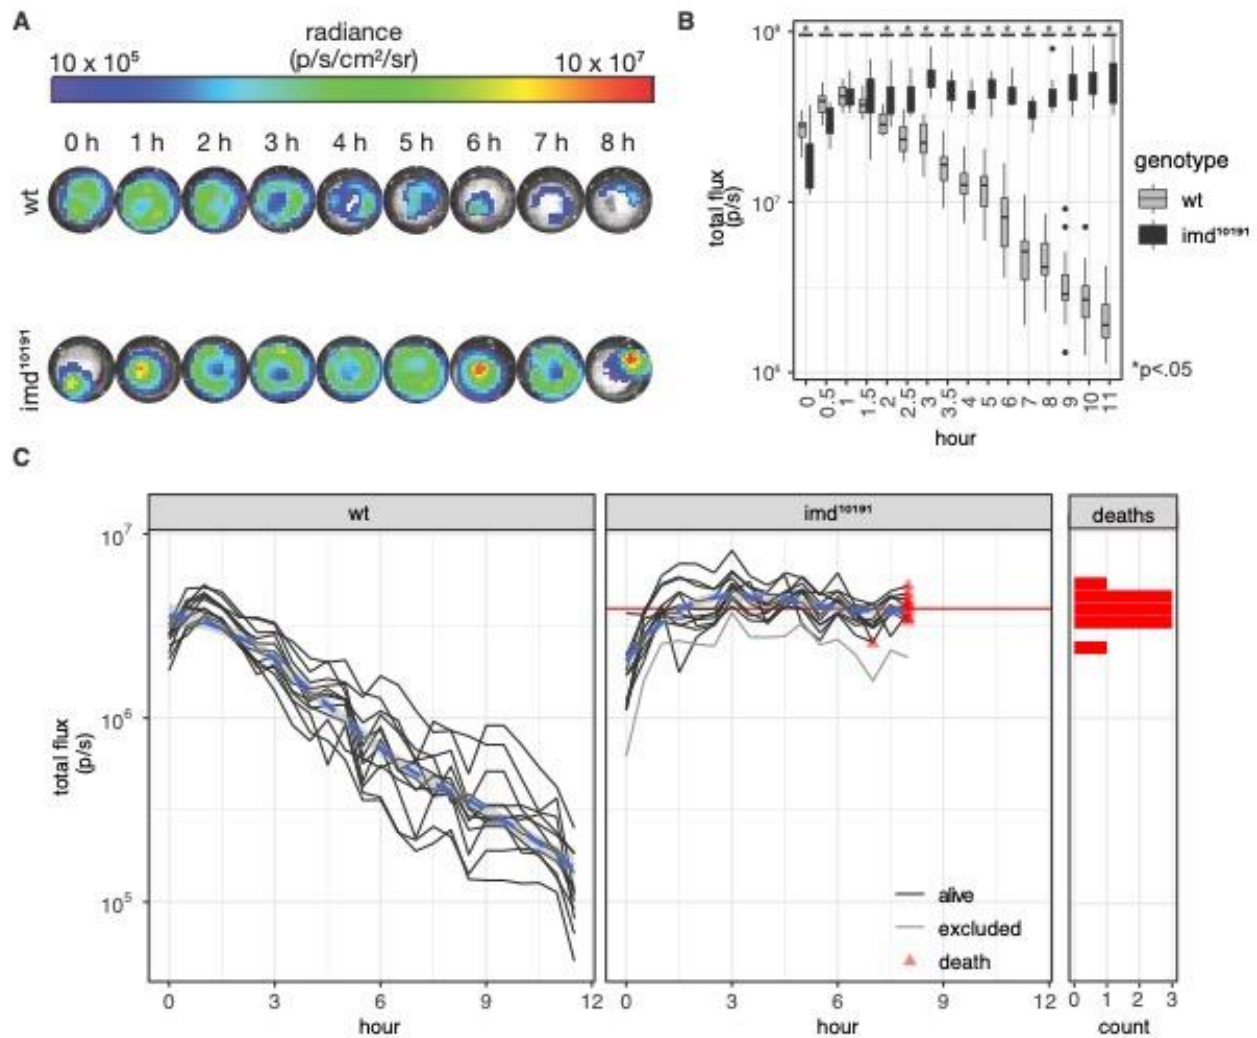 A
radiance
(p/s/cm²/sr)
10 x 10⁵ 10 x 10⁷
0 h 1 h 2 h 3 h 4 h 5 h 6 h 7 h 8 h
wt
imd¹⁰¹⁹¹
B
* * * * * * * * * * * * * *
10⁹
10⁷
10⁶
total flux
(p/s)
0 0.5 1 1.5 2 2.5 3 3.5 4 5 6 7 8 9 10 11
hour
genotype
wt
imd¹⁰¹⁹¹
*p<.05
C
wt imd¹⁰¹⁹¹ deaths
10⁷
10⁶
10⁵
total flux
(p/s)
alive
excluded
death
0 3 6 9 12 0 3 6 9 12 0 1 2 3
hour hour count